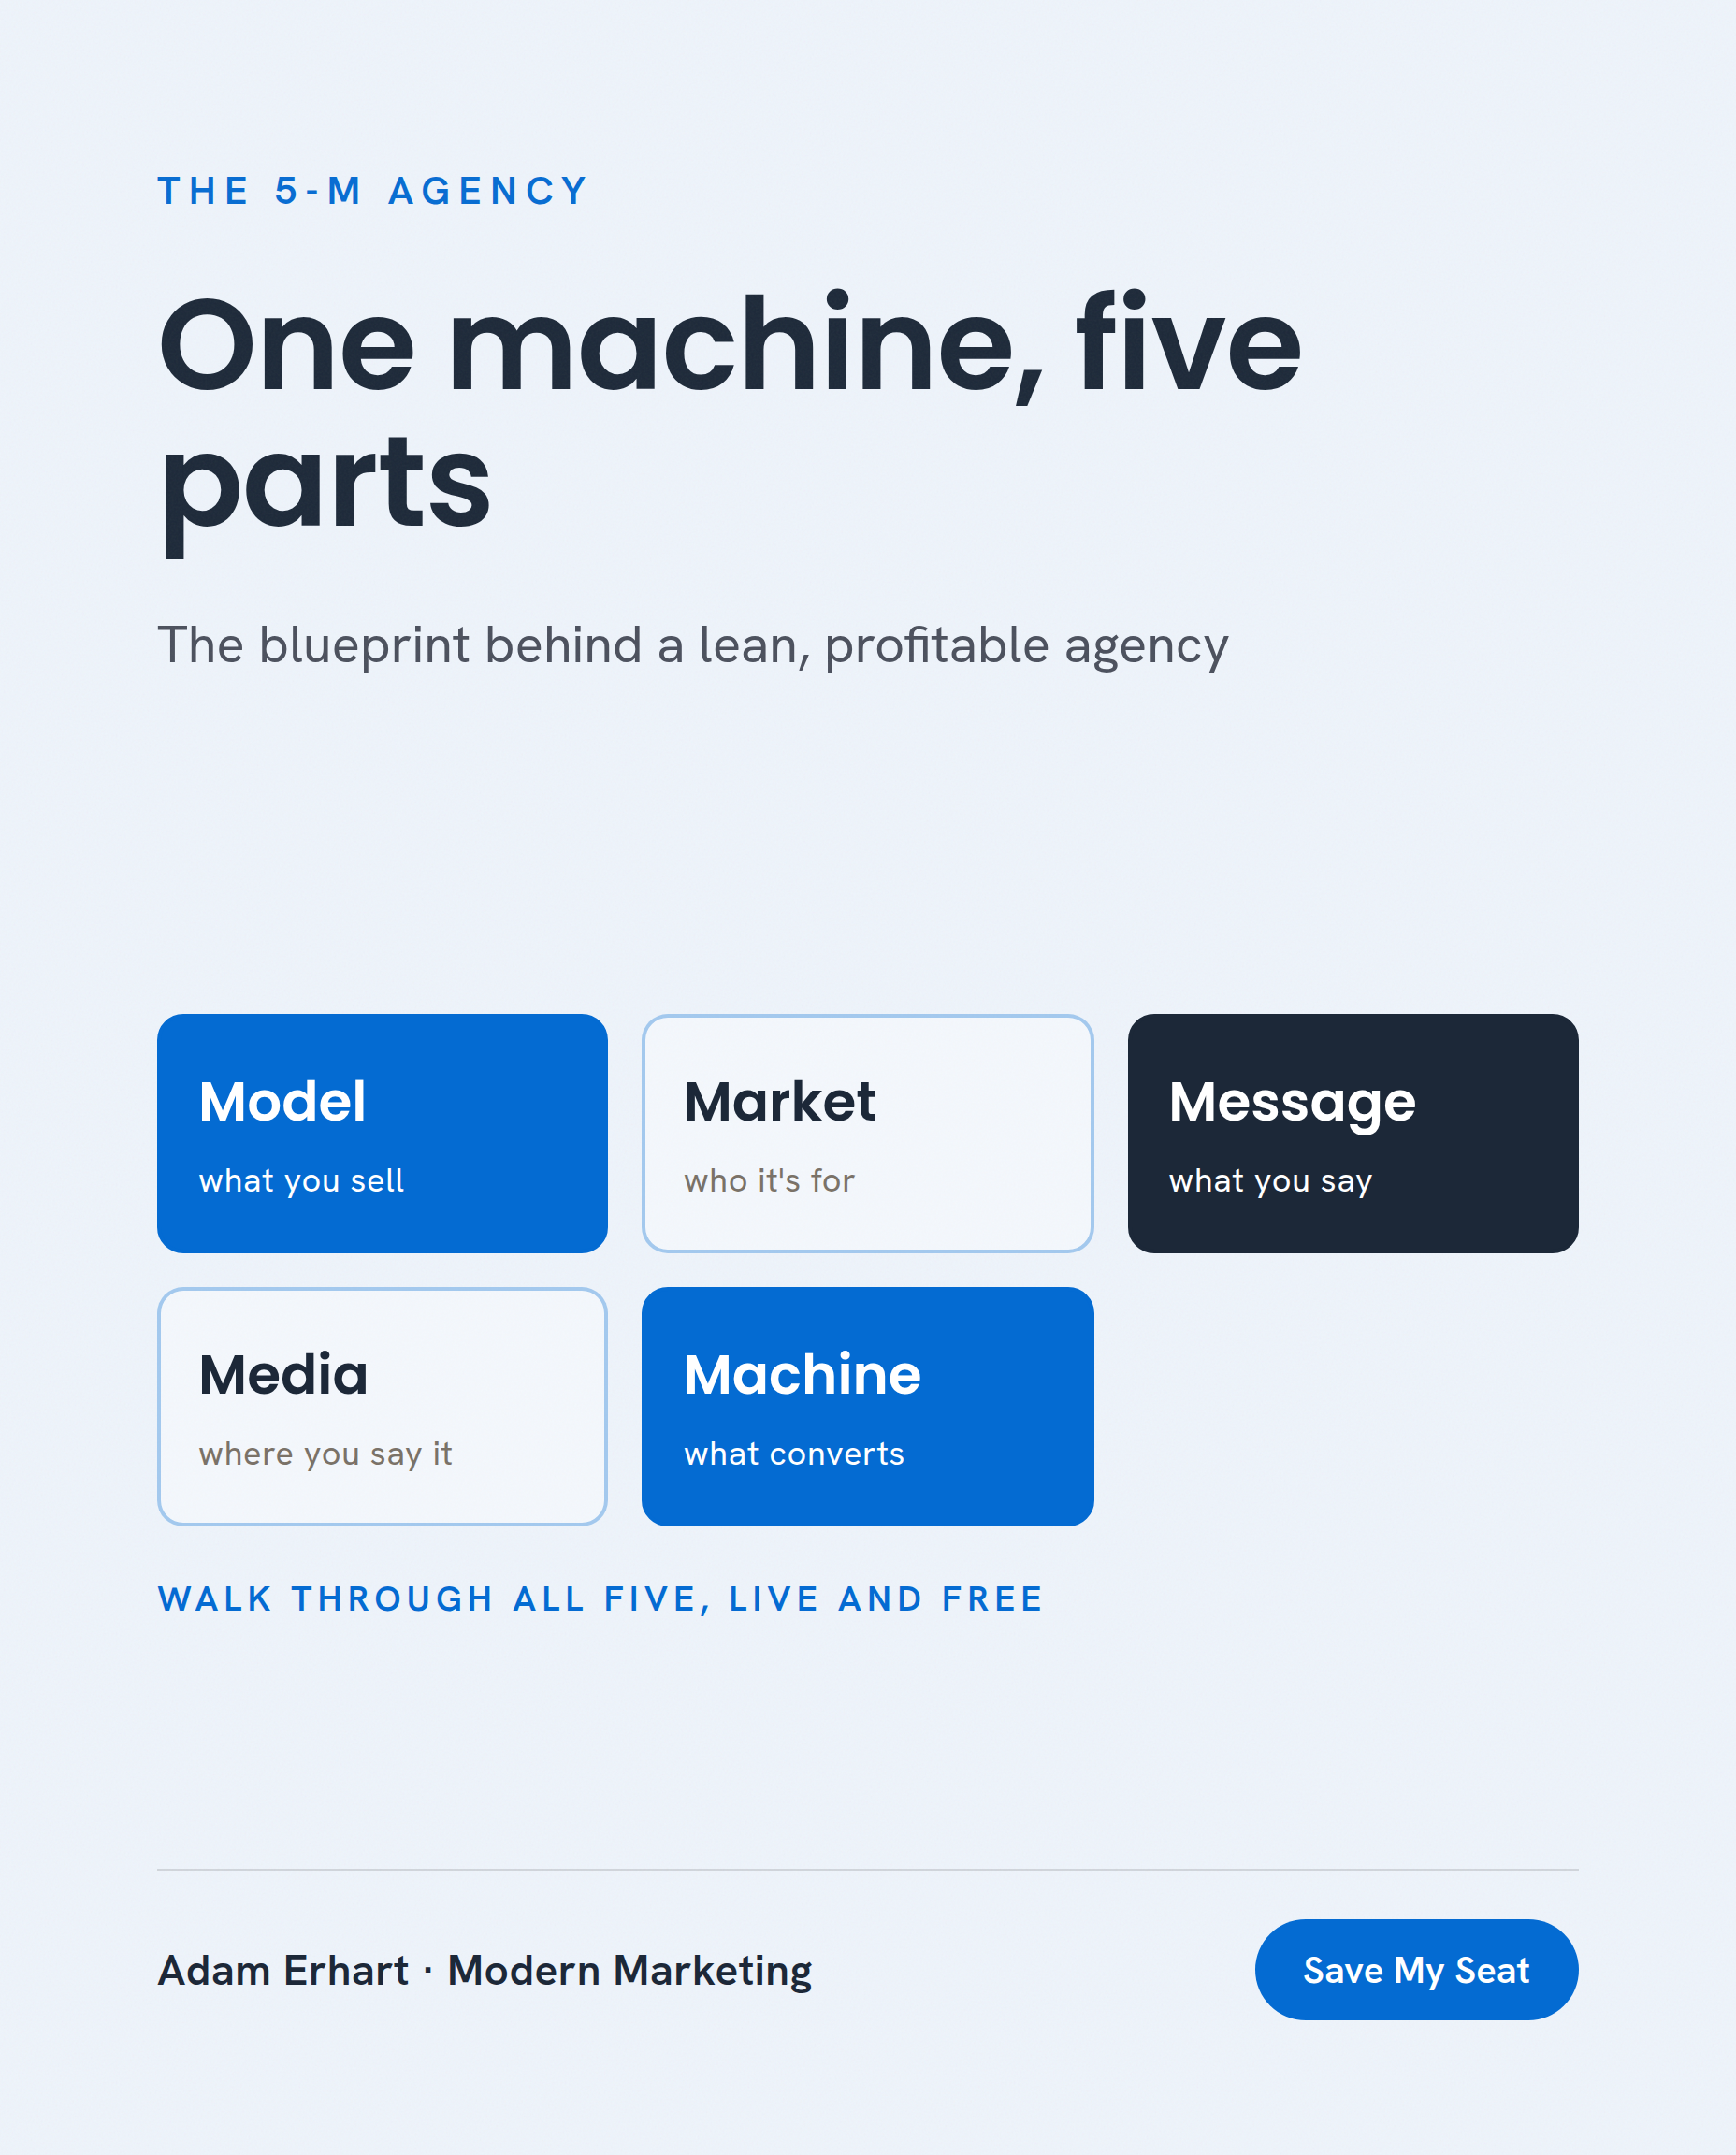 THE 5-M AGENCY
One machine, five
parts
The blueprint behind a lean, profitable agency
Model
what you sell
Market
who it's for
Message
what you say
Media
where you say it
Machine
what converts
WALK THROUGH ALL FIVE, LIVE AND FREE
Adam Erhart · Modern Marketing
Save My Seat